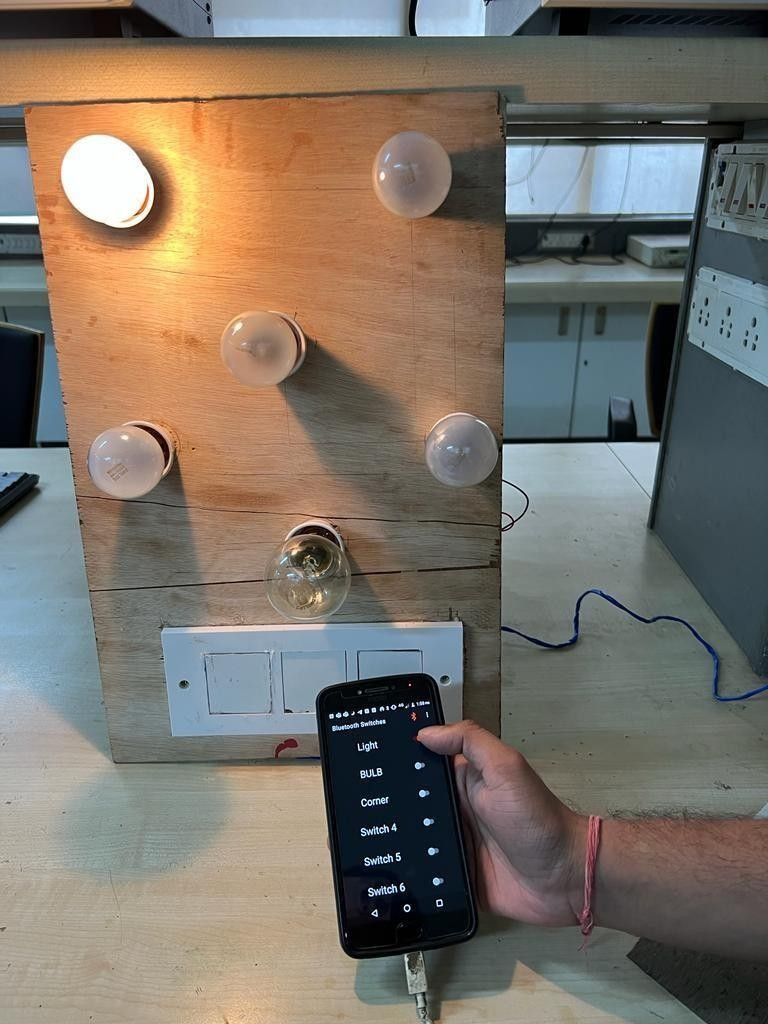 Bluetooth Switches
Light
BULB
Corner
Switch 4
Switch 5
Switch 6